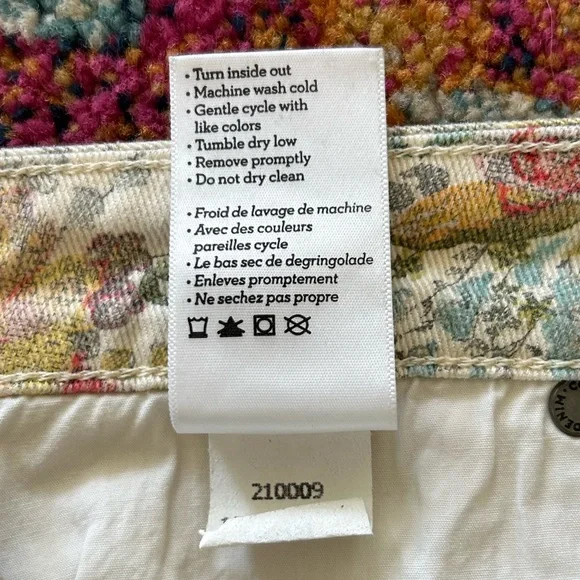 • Turn inside out
• Machine wash cold
• Gentle cycle with
like colors
• Tumble dry low
• Remove promptly
• Do not dry clean
• Froid de lavage de machine
• Avec des couleurs
pareilles cycle
• Le bas sec de degringolade
• Enleves promptement
• Ne sechez pas propre
210009